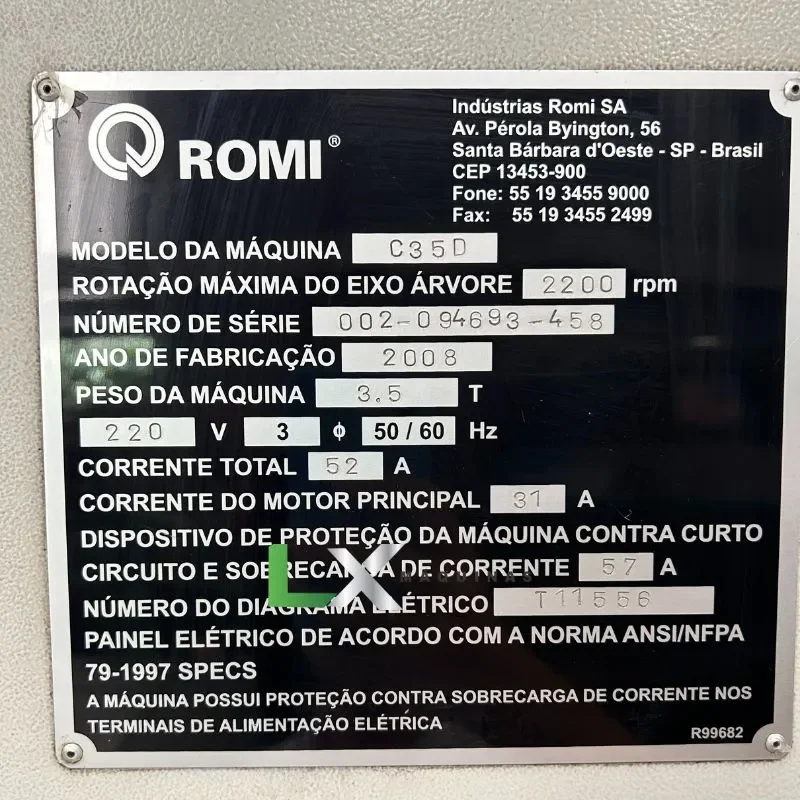 ROMI®
Indústrias Romi SA
Av. Pérola Byington, 56
Santa Bárbara d'Oeste - SP - Brasil
CEP 13453-900
Fone: 55 19 3455 9000
Fax: 55 19 3452 2499
MODELO DA MÁQUINA C35D
ROTAÇÃO MÁXIMA DO EIXO ÁRVORE 2200 rpm
NÚMERO DE SÉRIE 002-094693-458
ANO DE FABRICAÇÃO 2008
PESO DA MÁQUINA 3.5 T
220 V 3 ϕ 50 / 60 Hz
CORRENTE TOTAL 52 A
CORRENTE DO MOTOR PRINCIPAL 31 A
DISPOSITIVO DE PROTEÇÃO DA MÁQUINA CONTRA CURTO
CIRCUITO E SOBRECARGA DE CORRENTE 57 A
LX MÁQUINAS
NÚMERO DO DIAGRAMA ELÉTRICO T11556
PAINEL ELÉTRICO DE ACORDO COM A NORMA ANSI/NFPA
79-1997 SPECS
A MÁQUINA POSSUI PROTEÇÃO CONTRA SOBRECARGA DE CORRENTE NOS
TERMINAIS DE ALIMENTAÇÃO ELÉTRICA
R99682